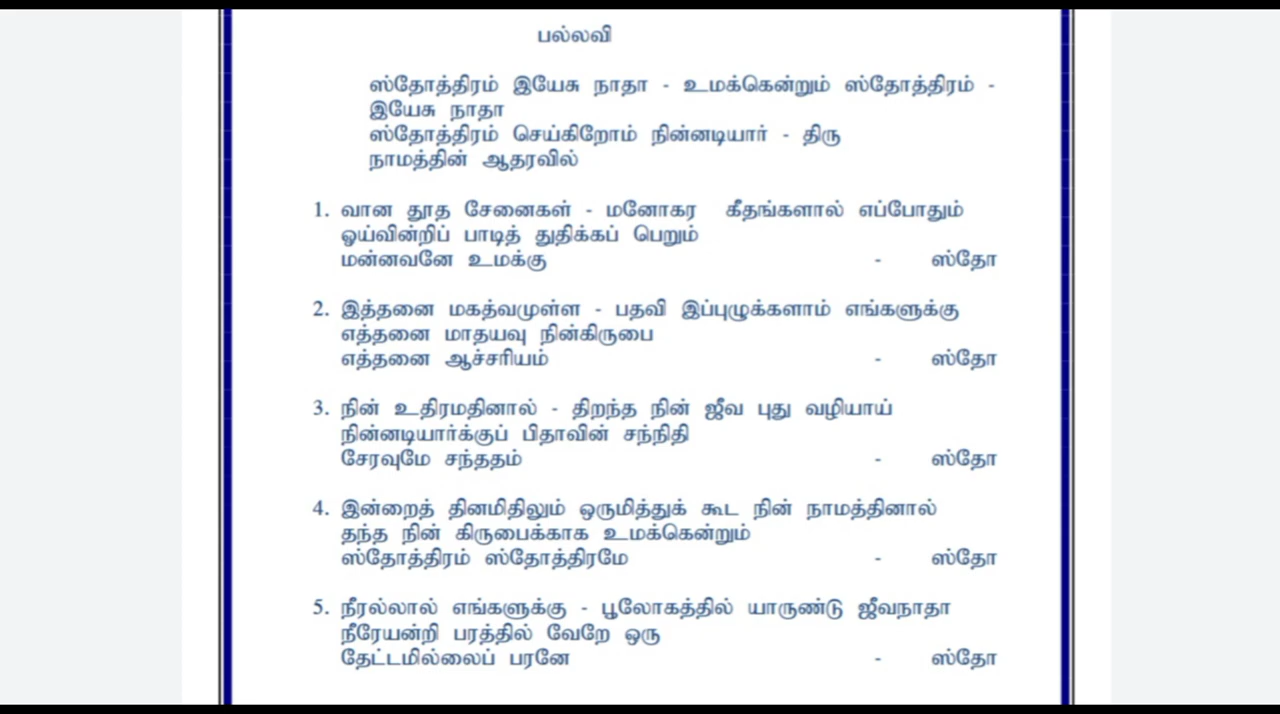 பல்லவி
ஸ்தோத்திரம் இயேசு நாதா - உமக்கென்றும் ஸ்தோத்திரம் -
இயேசு நாதா
ஸ்தோத்திரம் செய்கிறோம் நின்னடியார் - திரு
நாமத்தின் ஆதரவில்
1. வான தூத சேனைகள் - மனோகர கீதங்களால் எப்போதும்
ஓய்வின்றிப் பாடித் துதிக்கப் பெறும்
மன்னவனே உமக்கு - ஸ்தோ
2. இத்தனை மகத்வமுள்ள - பதவி இப்புழுக்களாம் எங்களுக்கு
எத்தனை மாதயவு நின்கிருபை
எத்தனை ஆச்சரியம் - ஸ்தோ
3. நின் உதிரமதினால் - திறந்த நின் ஜீவ புது வழியாய்
நின்னடியார்க்குப் பிதாவின் சந்நிதி
சேரவுமே சந்ததம் - ஸ்தோ
4. இன்றைத் தினமிதிலும் ஒருமித்துக் கூட நின் நாமத்தினால்
தந்த நின் கிருபைக்காக உமக்கென்றும்
ஸ்தோத்திரம் ஸ்தோத்திரமே - ஸ்தோ
5. நீரல்லால் எங்களுக்கு - பூலோகத்தில் யாருண்டு ஜீவநாதா
நீரேயன்றி பரத்தில் வேறே ஒரு
தேட்டமில்லைப் பரனே - ஸ்தோ